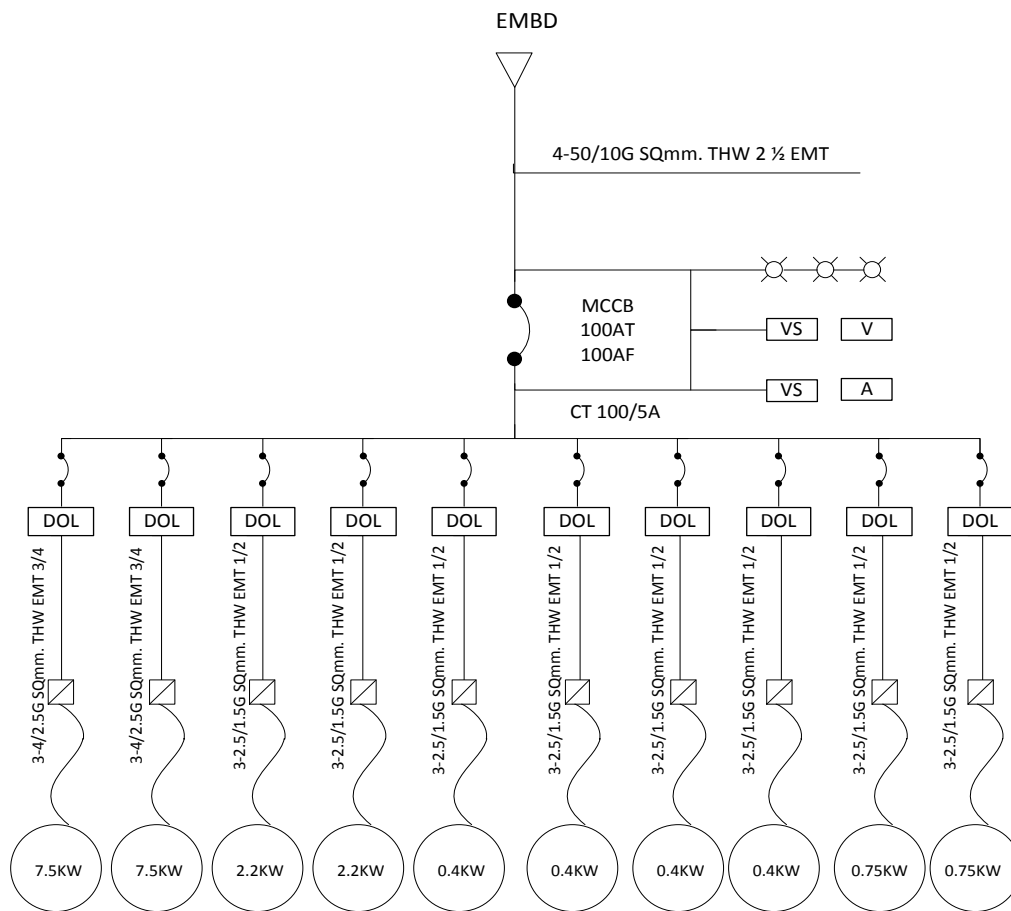 EMBD
4-50/10G SQmm. THW 2 ½ EMT
MCCB
100AT
100AF
VS
V
VS
A
CT 100/5A
DOL
DOL
DOL
DOL
DOL
DOL
DOL
DOL
DOL
DOL
3-4/2.5G SQmm. THW EMT 3/4
3-4/2.5G SQmm. THW EMT 3/4
3-2.5/1.5G SQmm. THW EMT 1/2
3-2.5/1.5G SQmm. THW EMT 1/2
3-2.5/1.5G SQmm. THW EMT 1/2
3-2.5/1.5G SQmm. THW EMT 1/2
3-2.5/1.5G SQmm. THW EMT 1/2
3-2.5/1.5G SQmm. THW EMT 1/2
3-2.5/1.5G SQmm. THW EMT 1/2
3-2.5/1.5G SQmm. THW EMT 1/2
7.5KW
7.5KW
2.2KW
2.2KW
0.4KW
0.4KW
0.4KW
0.4KW
0.75KW
0.75KW